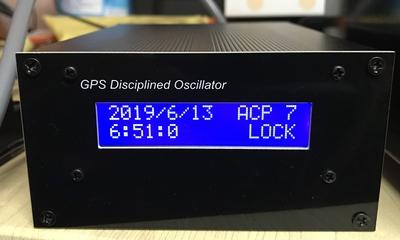 GPS Disciplined Oscillator
2019/6/13 ACP 7
6:51:0 LOCK